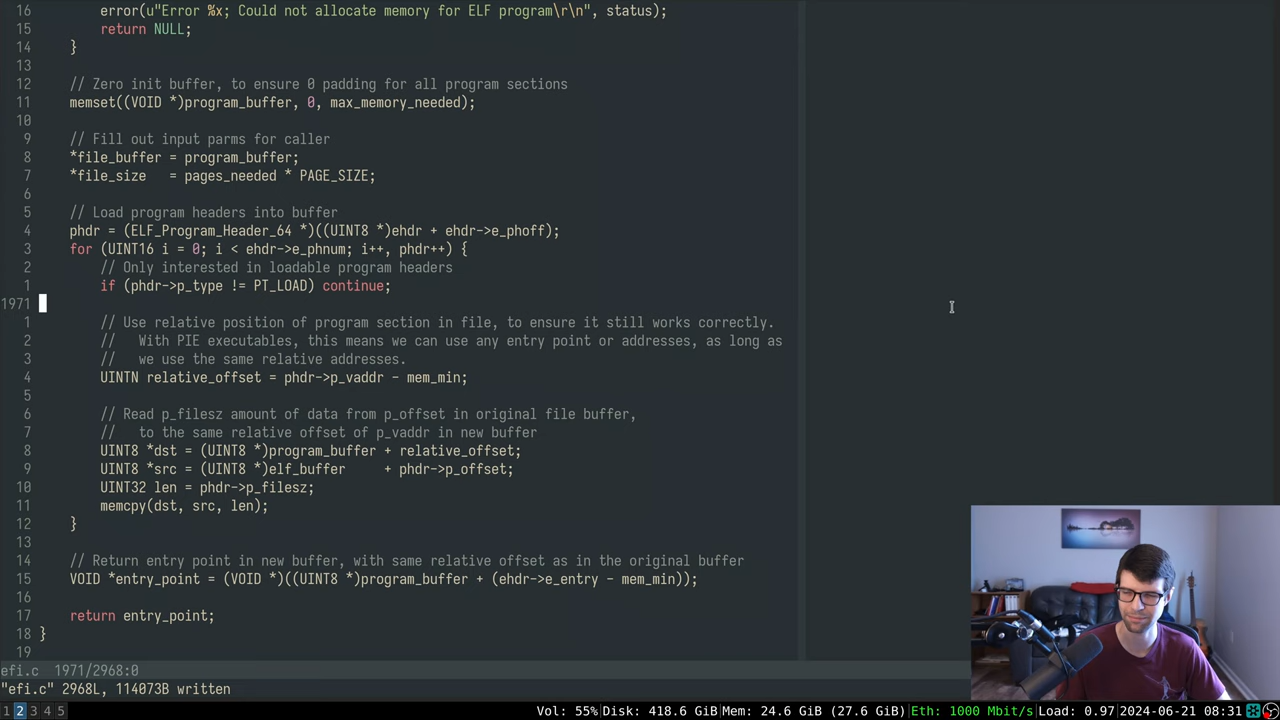 16         error(u"Error %x; Could not allocate memory for ELF program\r\n", status);
15         return NULL;
14     }
13
12     // Zero init buffer, to ensure 0 padding for all program sections
11     memset((VOID *)program_buffer, 0, max_memory_needed);
10
9     // Fill out input parms for caller
8     *file_buffer = program_buffer;
7     *file_size   = pages_needed * PAGE_SIZE;
6
5     // Load program headers into buffer
4     phdr = (ELF_Program_Header_64 *)((UINT8 *)ehdr + ehdr->e_phoff);
3     for (UINT16 i = 0; i < ehdr->e_phnum; i++, phdr++) {
2         // Only interested in loadable program headers
1         if (phdr->p_type != PT_LOAD) continue;
1971
1         // Use relative position of program section in file, to ensure it still works correctly.
2         //   With PIE executables, this means we can use any entry point or addresses, as long as
3         //   we use the same relative addresses.
4         UINTN relative_offset = phdr->p_vaddr - mem_min;
5
6         // Read p_filesz amount of data from p_offset in original file buffer,
7         //   to the same relative offset of p_vaddr in new buffer
8         UINT8 *dst = (UINT8 *)program_buffer + relative_offset;
9         UINT8 *src = (UINT8 *)elf_buffer     + phdr->p_offset;
10         UINT32 len = phdr->p_filesz;
11         memcpy(dst, src, len);
12     }
13
14     // Return entry point in new buffer, with same relative offset as in the original buffer
15     VOID *entry_point = (VOID *)((UINT8 *)program_buffer + (ehdr->e_entry - mem_min));
16
17     return entry_point;
18 }
19
efi.c  1971/2968:0
"efi.c" 2968L, 114073B written
1 2 3 4 5 Vol: 55% Disk: 418.6 GiB Mem: 24.6 GiB (27.6 GiB) Eth: 1000 Mbit/s Load: 0.97 2024-06-21 08:31